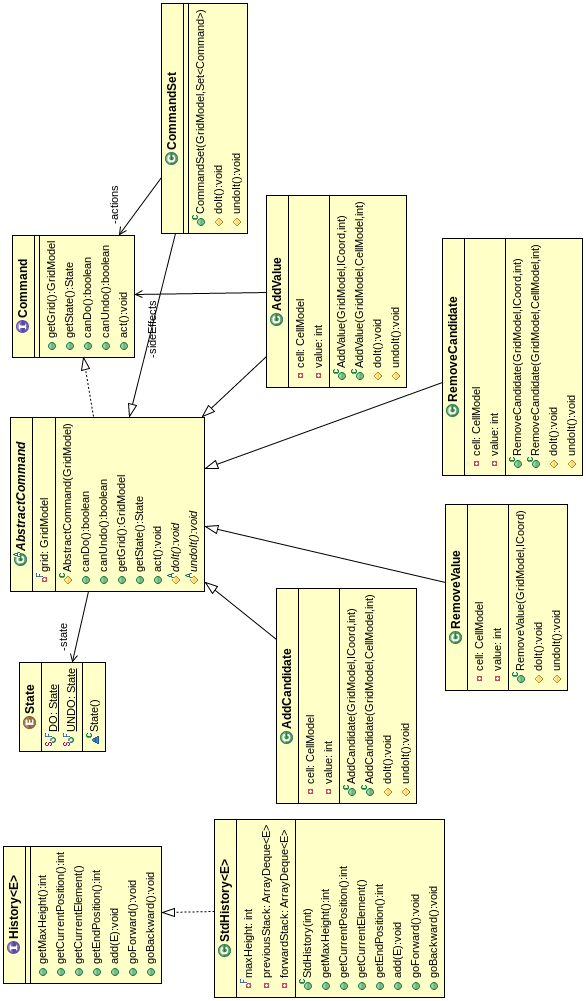 History<E>
getMaxHeight():int
getCurrentPosition():int
getCurrentElement()
getEndPosition():int
add(E):void
goForward():void
goBackward():void
StdHistory<E>
maxHeight: int
previousStack: ArrayDeque<E>
forwardStack: ArrayDeque<E>
StdHistory(int)
getMaxHeight():int
getCurrentPosition():int
getCurrentElement()
getEndPosition():int
add(E):void
goForward():void
goBackward():void
State
DO: State
UNDO: State
State()
-state
AbstractCommand
grid: GridModel
AbstractCommand(GridModel)
canDo():boolean
canUndo():boolean
getGrid():GridModel
getState():State
act():void
doIt():void
undoIt():void
Command
getGrid():GridModel
getState():State
canDo():boolean
canUndo():boolean
act():void
-actions
-sideEffects
CommandSet
CommandSet(GridModel,Set<Command>)
doIt():void
undoIt():void
AddCandidate
cell: CellModel
value: int
AddCandidate(GridModel,ICoord,int)
AddCandidate(GridModel,CellModel,int)
doIt():void
undoIt():void
AddValue
cell: CellModel
value: int
AddValue(GridModel,ICoord,int)
AddValue(GridModel,CellModel,int)
doIt():void
undoIt():void
RemoveValue
cell: CellModel
value: int
RemoveValue(GridModel,ICoord)
doIt():void
undoIt():void
RemoveCandidate
cell: CellModel
value: int
RemoveCandidate(GridModel,ICoord,int)
RemoveCandidate(GridModel,CellModel,int)
doIt():void
undoIt():void